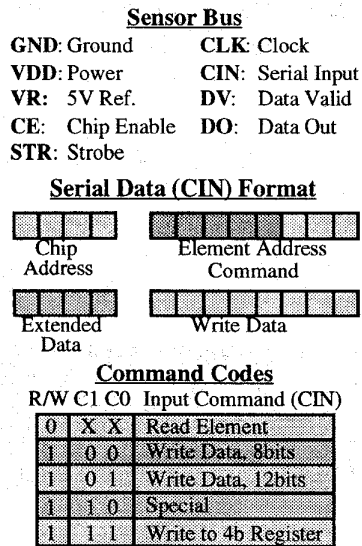 Sensor Bus
GND: Ground CLK: Clock
VDD: Power CIN: Serial Input
VR: 5V Ref. DV: Data Valid
CE: Chip Enable DO: Data Out
STR: Strobe
Serial Data (CIN) Format
Chip Address
Element Address Command
Extended Data
Write Data
Command Codes
R/W C1 C0 Input Command (CIN)
0 X X Read Element
1 0 0 Write Data, 8bits
1 0 1 Write Data, 12bits
1 1 0 Special
1 1 1 Write to 4b Register